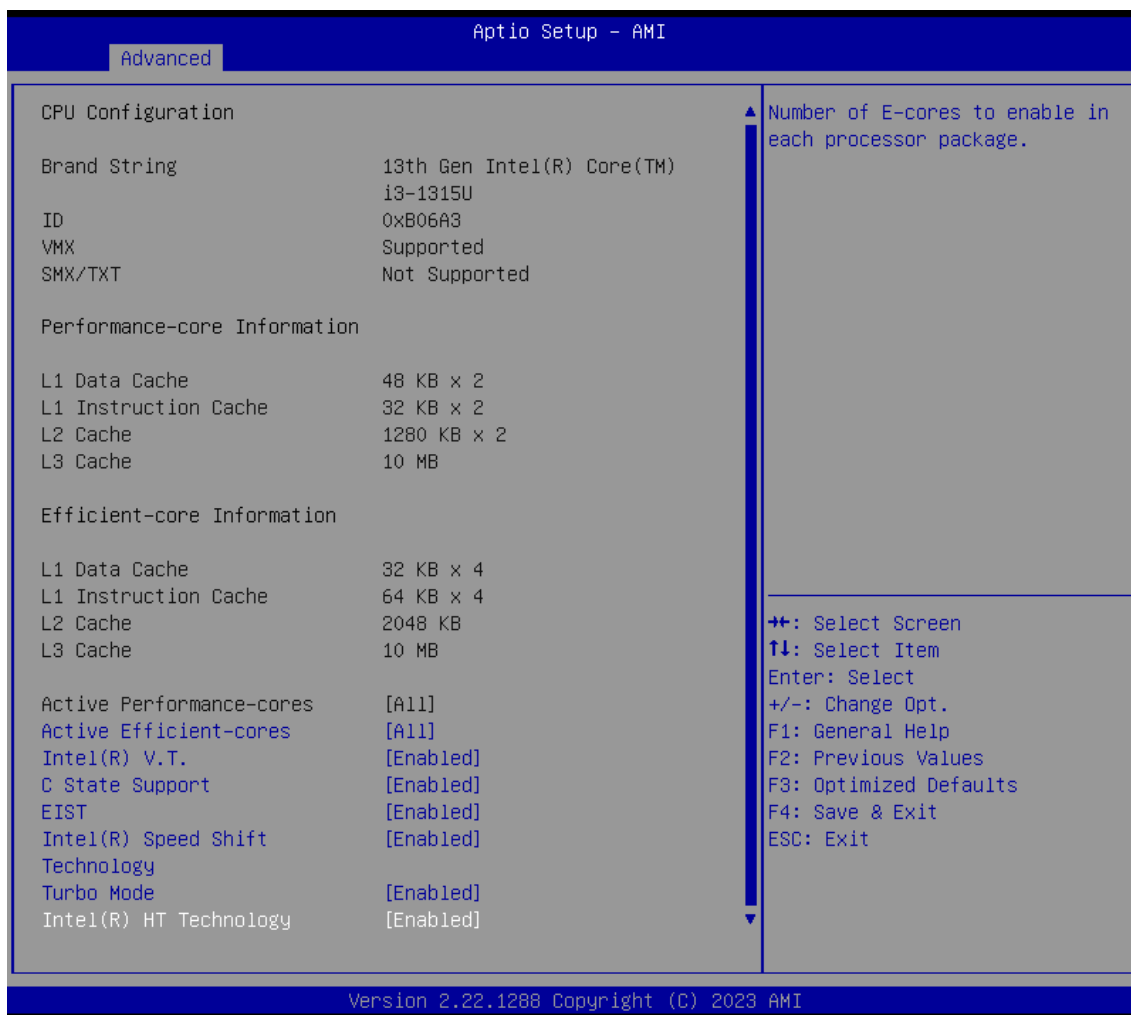 Aptio Setup - AMI
Advanced
CPU Configuration
Brand String 13th Gen Intel(R) Core(TM)
i3-1315U
ID 0xB06A3
VMX Supported
SMX/TXT Not Supported
Performance-core Information
L1 Data Cache 48 KB x 2
L1 Instruction Cache 32 KB x 2
L2 Cache 1280 KB x 2
L3 Cache 10 MB
Efficient-core Information
L1 Data Cache 32 KB x 4
L1 Instruction Cache 64 KB x 4
L2 Cache 2048 KB
L3 Cache 10 MB
Active Performance-cores [All]
Active Efficient-cores [All]
Intel(R) V.T. [Enabled]
C State Support [Enabled]
EIST [Enabled]
Intel(R) Speed Shift [Enabled]
Technology
Turbo Mode [Enabled]
Intel(R) HT Technology [Enabled]
Number of E-cores to enable in
each processor package.
→←: Select Screen
↑↓: Select Item
Enter: Select
+/-: Change Opt.
F1: General Help
F2: Previous Values
F3: Optimized Defaults
F4: Save & Exit
ESC: Exit
Version 2.22.1288 Copyright (C) 2023 AMI